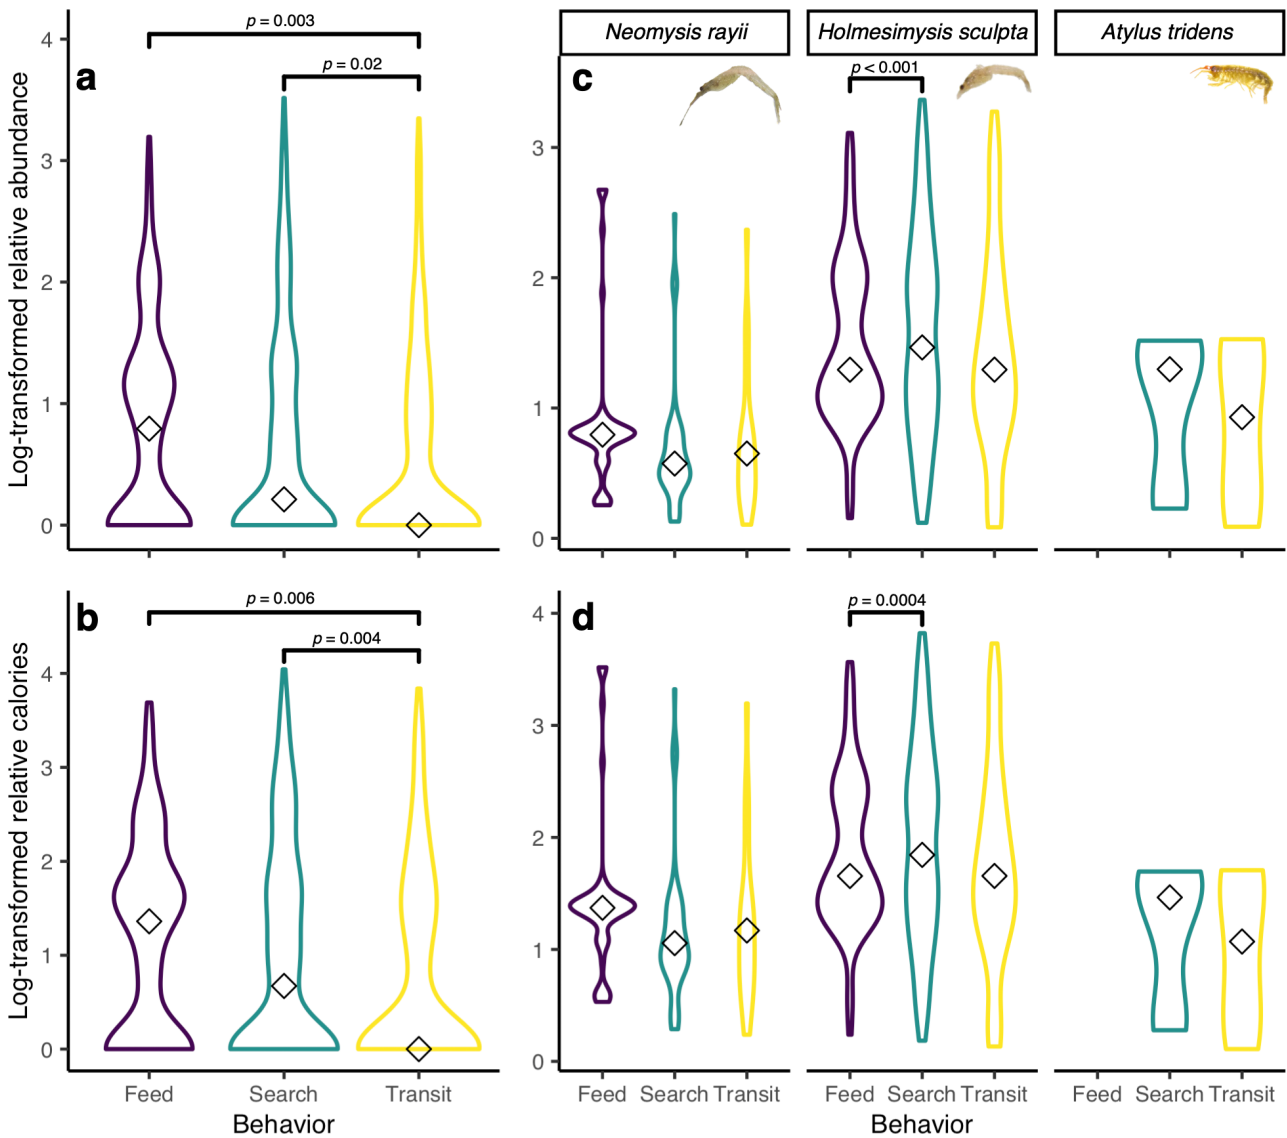 a
p = 0.003
p = 0.02
Log-transformed relative abundance
4
3
2
1
0
Neomysis rayii
Holmesimysis sculpta
Atylus tridens
c
p < 0.001
3
2
1
0
b
p = 0.006
p = 0.004
Log-transformed relative calories
4
3
2
1
0
Feed Search Transit
Behavior
d
p = 0.0004
4
3
2
1
0
Feed Search Transit
Feed Search Transit
Feed Search Transit
Behavior